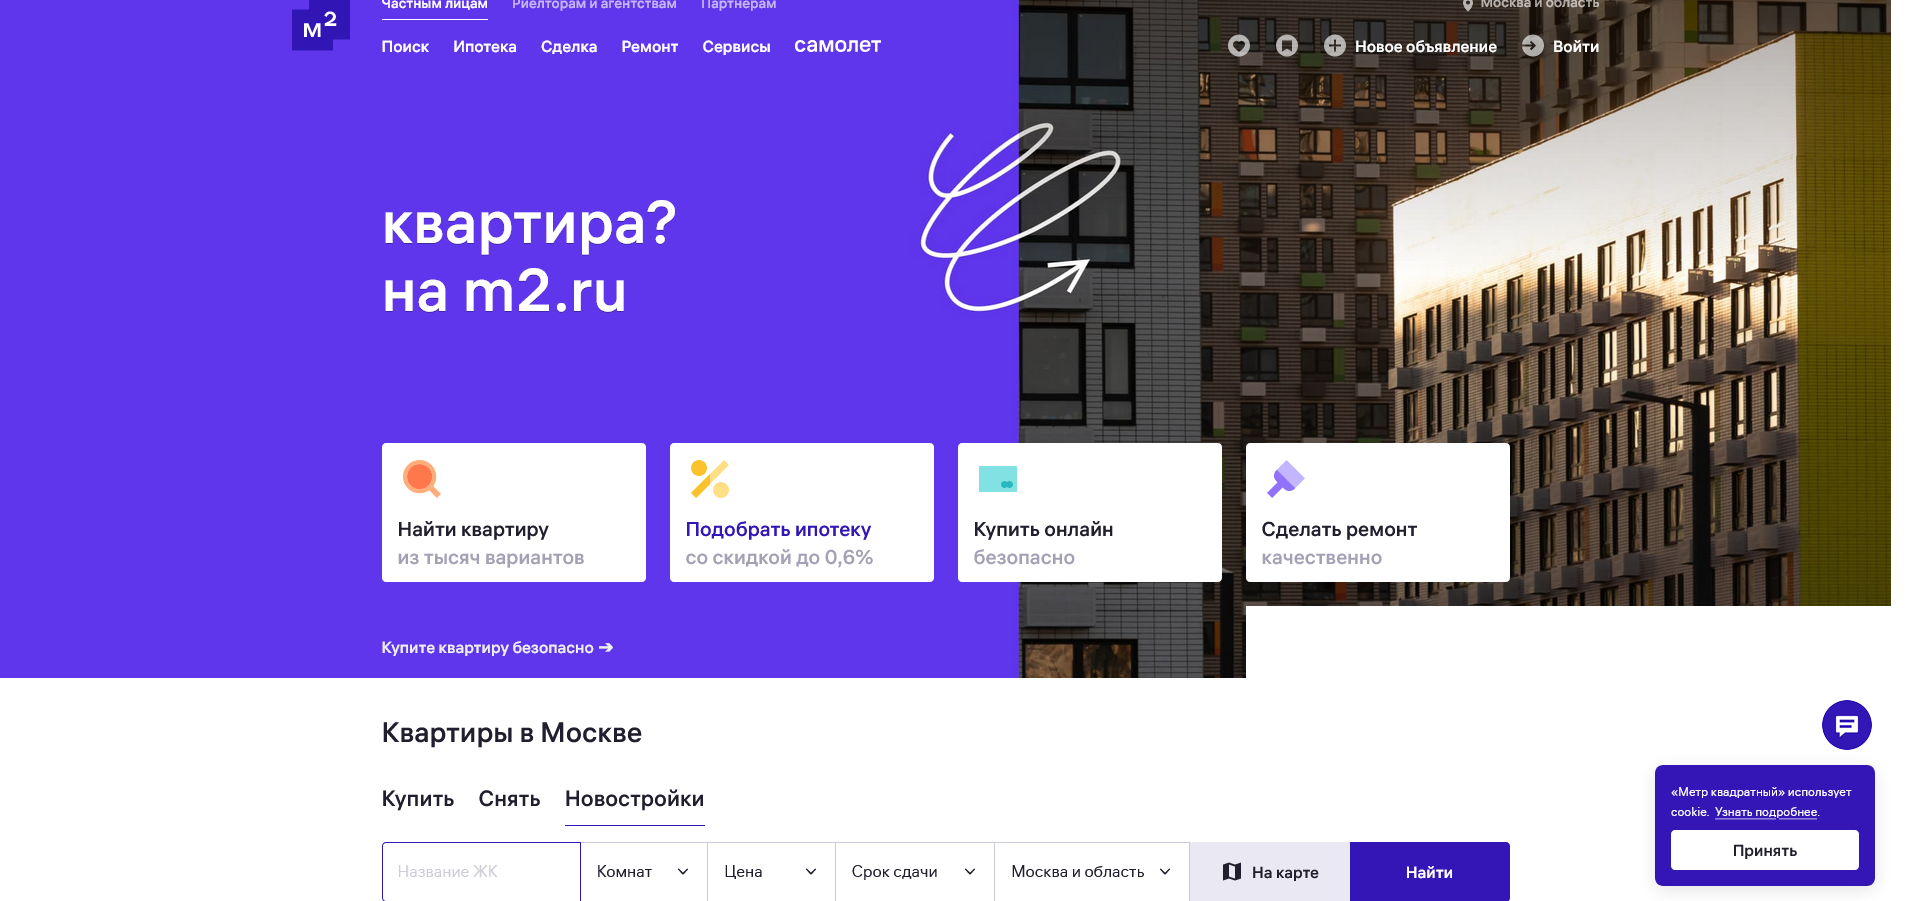 м²
Частным лицам
Риелторам и агентствам
Партнерам
Москва и область
Поиск
Ипотека
Сделка
Ремонт
Сервисы
самолет
Новое объявление
Войти
квартира?
на m2.ru
Найти квартиру
из тысяч вариантов
Подобрать ипотеку
со скидкой до 0,6%
Купить онлайн
безопасно
Сделать ремонт
качественно
Купите квартиру безопасно ➔
Квартиры в Москве
Купить
Снять
Новостройки
Название ЖК
Комнат
Цена
Срок сдачи
Москва и область
На карте
Найти
«Метр квадратный» использует
cookie. Узнать подробнее.
Принять